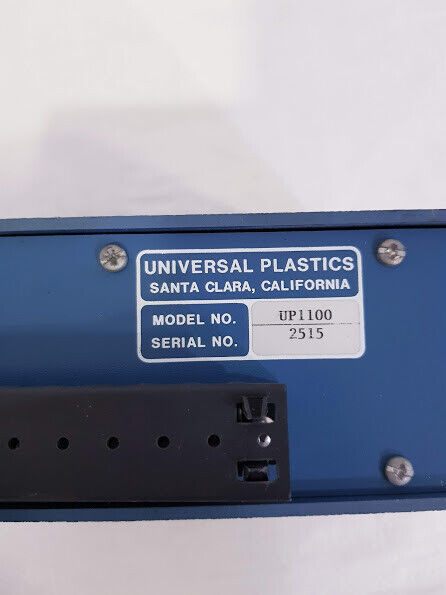 UNIVERSAL PLASTICS
SANTA CLARA, CALIFORNIA
MODEL NO. UP1100
SERIAL NO. 2515